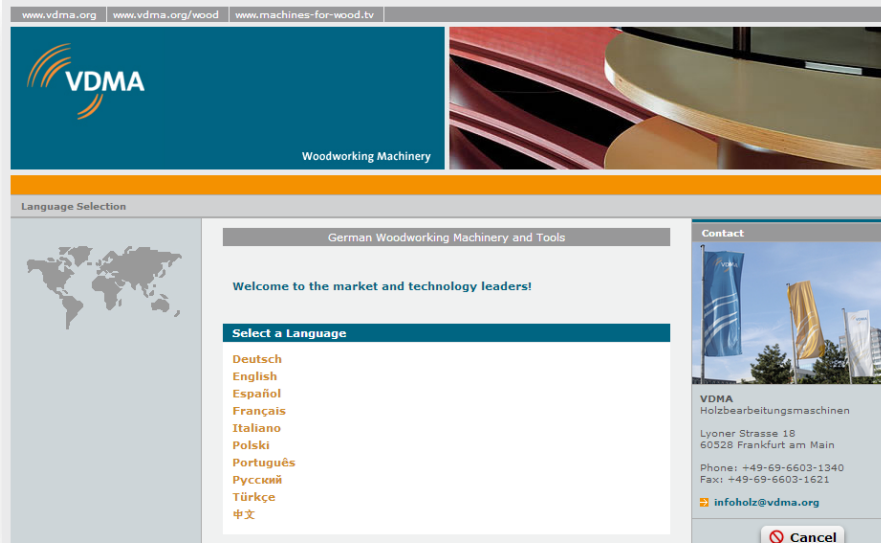 www.vdma.org www.vdma.org/wood www.machines-for-wood.tv
VDMA
Woodworking Machinery
Language Selection
German Woodworking Machinery and Tools
Welcome to the market and technology leaders!
Select a Language
Deutsch
English
Español
Français
Italiano
Polski
Português
Русский
Türkçe
中文
Contact
VDMA
VDMA
Holzbearbeitungsmaschinen
Lyoner Strasse 18
60528 Frankfurt am Main
Phone: +49-69-6603-1340
Fax: +49-69-6603-1621
infoholz@vdma.org
Cancel